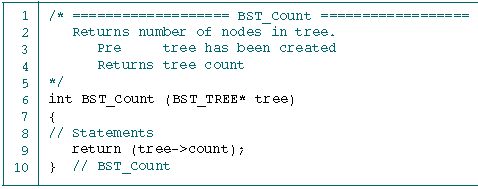 1 /* =================== BST_Count ==================
2 Returns number of nodes in tree.
3 Pre tree has been created
4 Returns tree count
5 */
6 int BST_Count (BST_TREE* tree)
7 {
8 // Statements
9 return (tree->count);
10 } // BST_Count